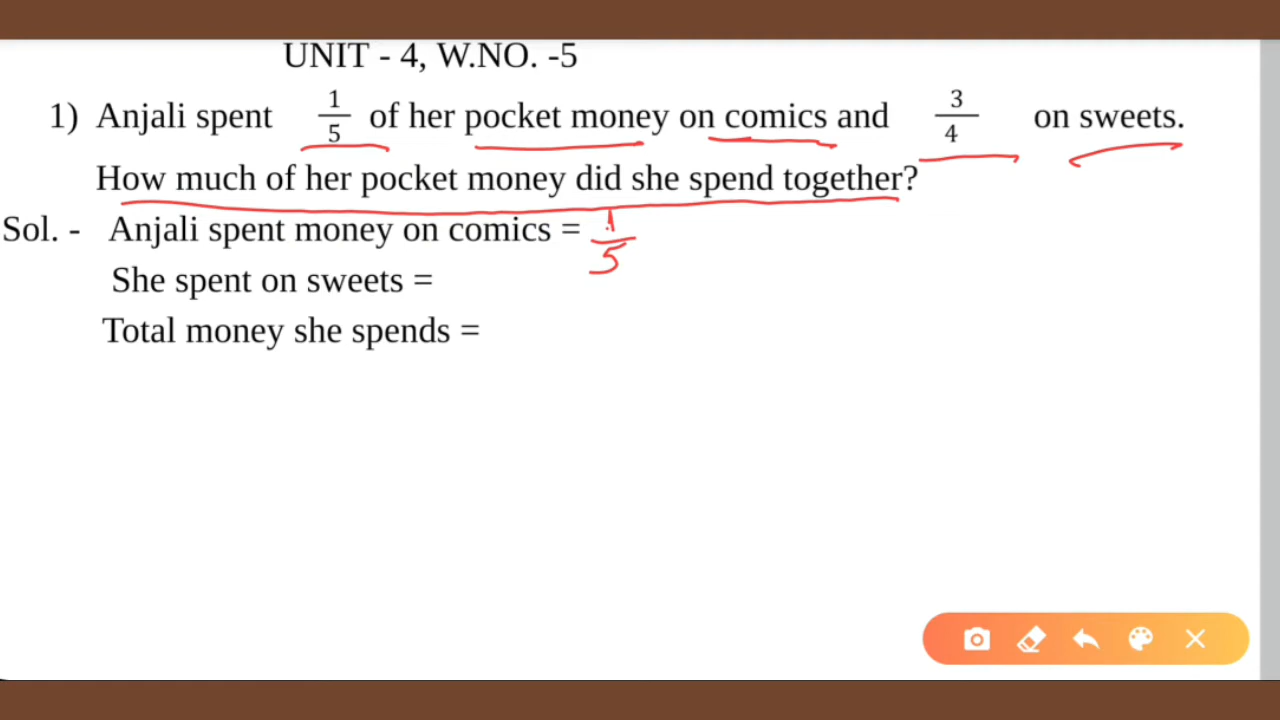 UNIT - 4, W.NO. -5
1) Anjali spent 1/5 of her pocket money on comics and 3/4 on sweets.
How much of her pocket money did she spend together?
Sol. - Anjali spent money on comics = 1/5
She spent on sweets =
Total money she spends =